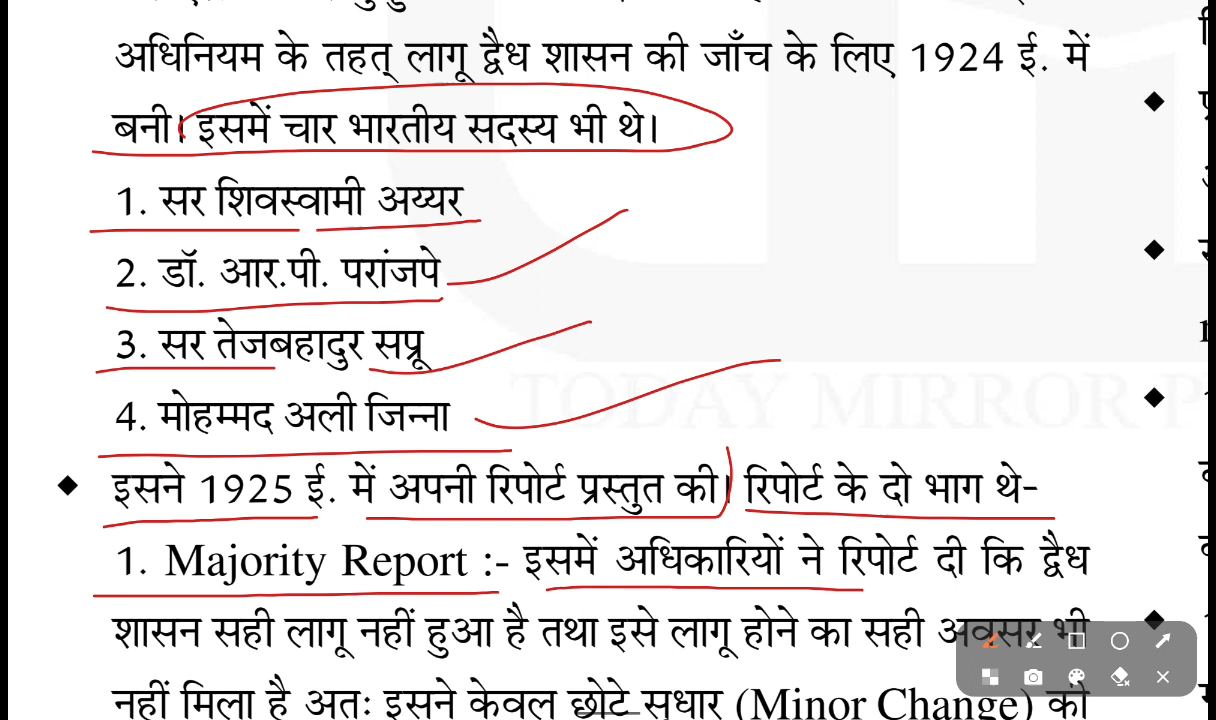 अधिनियम के तहत् लागू द्वैध शासन की जाँच के लिए 1924 ई. में
बनी। इसमें चार भारतीय सदस्य भी थे।
1. सर शिवस्वामी अय्यर
2. डॉ. आर.पी. परांजपे
3. सर तेजबहादुर सप्रू
4. मोहम्मद अली जिन्ना
TODAY MIRROR P
इसने 1925 ई. में अपनी रिपोर्ट प्रस्तुत की। रिपोर्ट के दो भाग थे-
1. Majority Report :- इसमें अधिकारियों ने रिपोर्ट दी कि द्वैध
शासन सही लागू नहीं हुआ है तथा इसे लागू होने का सही अवसर भी
नहीं मिला है अतः इसने केवल छोटे सुधार (Minor Change) को